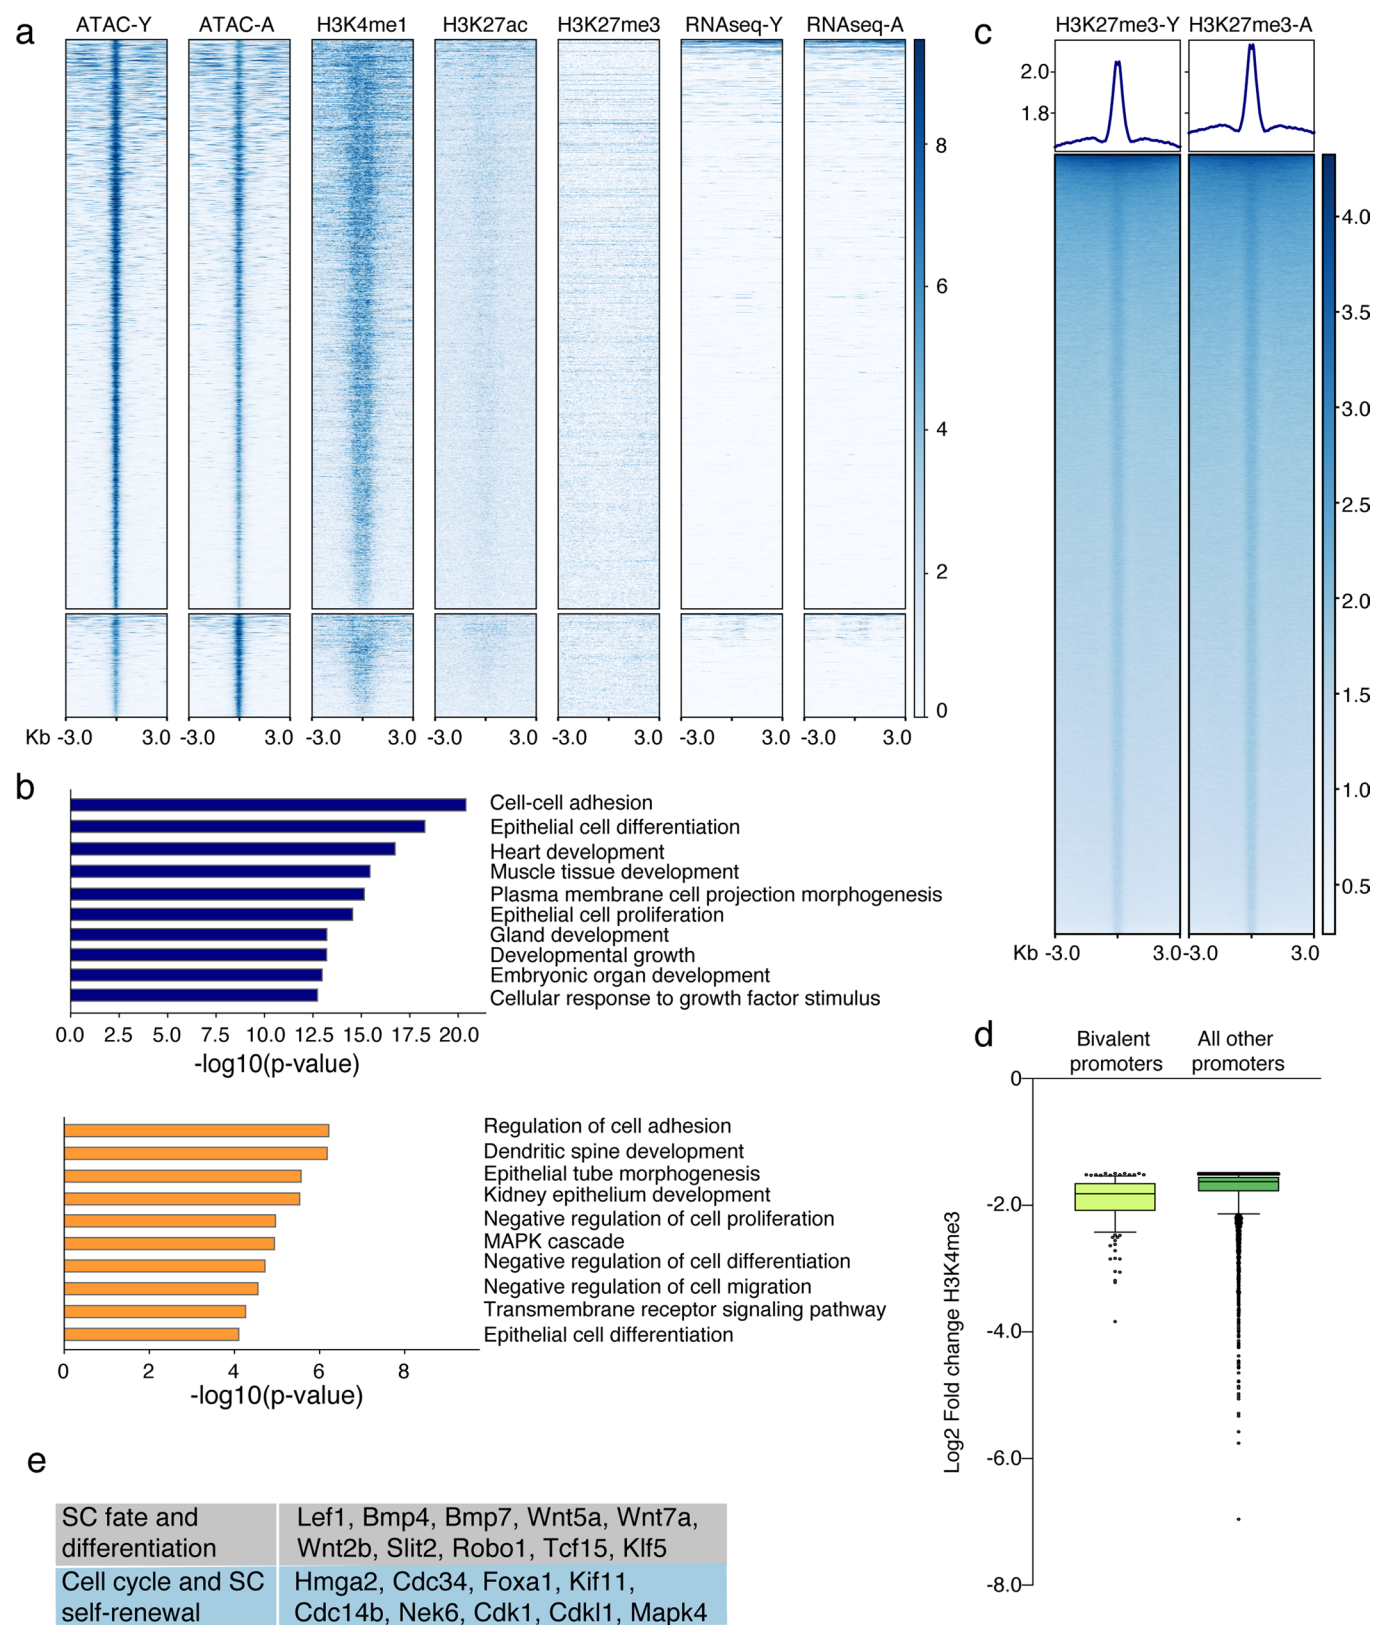 a
ATAC-Y ATAC-A H3K4me1 H3K27ac H3K27me3 RNAseq-Y RNAseq-A
8
6
4
2
0
Kb -3.0 3.0 -3.0 3.0 -3.0 3.0 -3.0 3.0 -3.0 3.0 -3.0 3.0 -3.0 3.0
b
Cell-cell adhesion
Epithelial cell differentiation
Heart development
Muscle tissue development
Plasma membrane cell projection morphogenesis
Epithelial cell proliferation
Gland development
Developmental growth
Embryonic organ development
Cellular response to growth factor stimulus
0.0 2.5 5.0 7.5 10.0 12.5 15.0 17.5 20.0
-log10(p-value)
Regulation of cell adhesion
Dendritic spine development
Epithelial tube morphogenesis
Kidney epithelium development
Negative regulation of cell proliferation
MAPK cascade
Negative regulation of cell differentiation
Negative regulation of cell migration
Transmembrane receptor signaling pathway
Epithelial cell differentiation
0 2 4 6 8
-log10(p-value)
c
H3K27me3-Y H3K27me3-A
2.0
1.8
4.0
3.5
3.0
2.5
2.0
1.5
1.0
0.5
Kb -3.0 3.0 -3.0 3.0
d
Bivalent promoters
All other promoters
0
-2.0
-4.0
-6.0
-8.0
Log2 Fold change H3K4me3
e
SC fate and
differentiation
Lef1, Bmp4, Bmp7, Wnt5a, Wnt7a,
Wnt2b, Slit2, Robo1, Tcf15, Klf5
Cell cycle and SC
self-renewal
Hmga2, Cdc34, Foxa1, Kif11,
Cdc14b, Nek6, Cdk1, Cdkl1, Mapk4